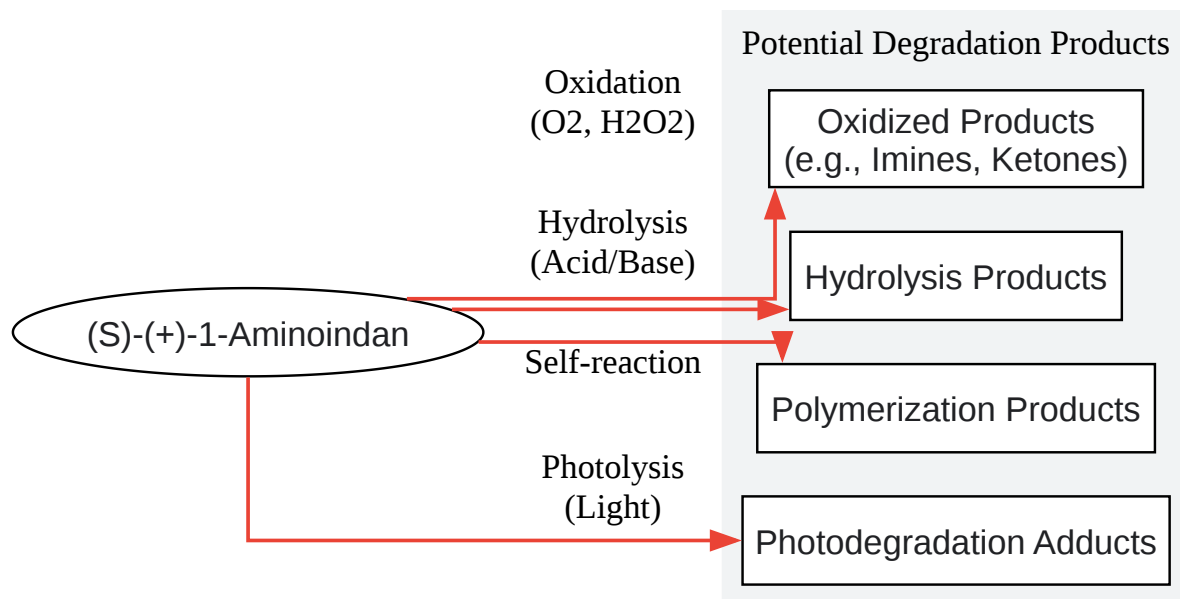 Potential Degradation Products
Oxidation
(O2, H2O2)
Oxidized Products
(e.g., Imines, Ketones)
Hydrolysis
(Acid/Base)
Hydrolysis Products
(S)-(+)-1-Aminoindan
Self-reaction
Polymerization Products
Photolysis
(Light)
Photodegradation Adducts